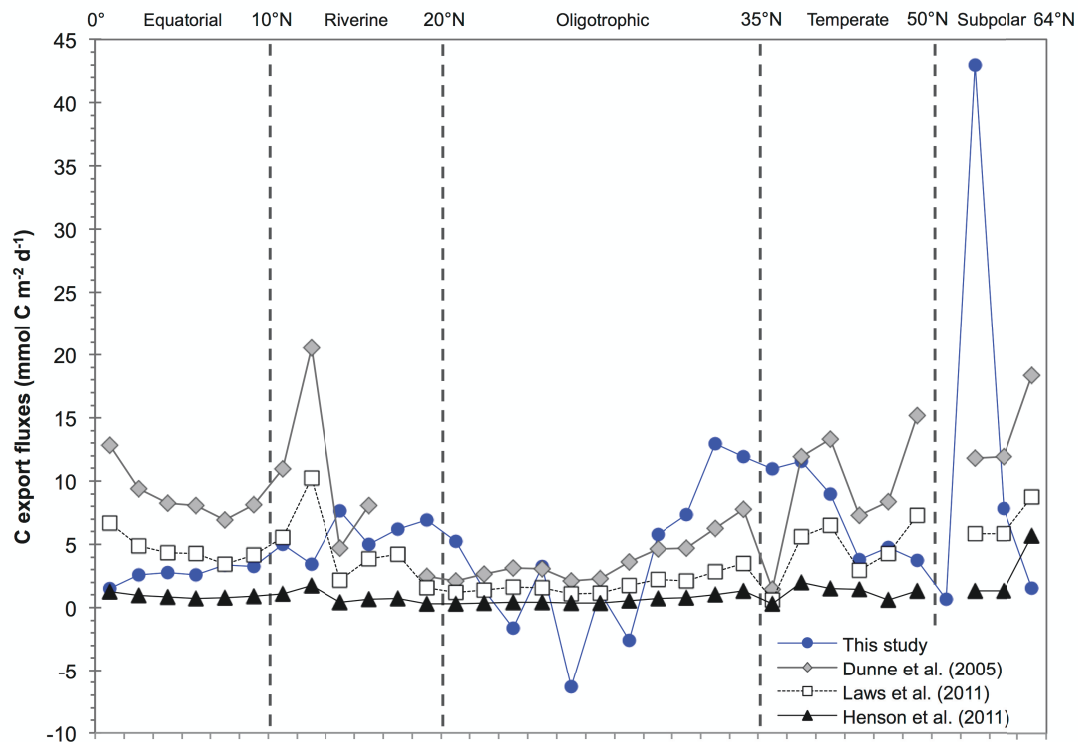 0° Equatorial 10°N Riverine 20°N Oligotrophic 35°N Temperate 50°N Subpolar 64°N
C export fluxes (mmol C m-2 d-1)
45
40
35
30
25
20
15
10
5
0
-5
-10
This study
Dunne et al. (2005)
Laws et al. (2011)
Henson et al. (2011)